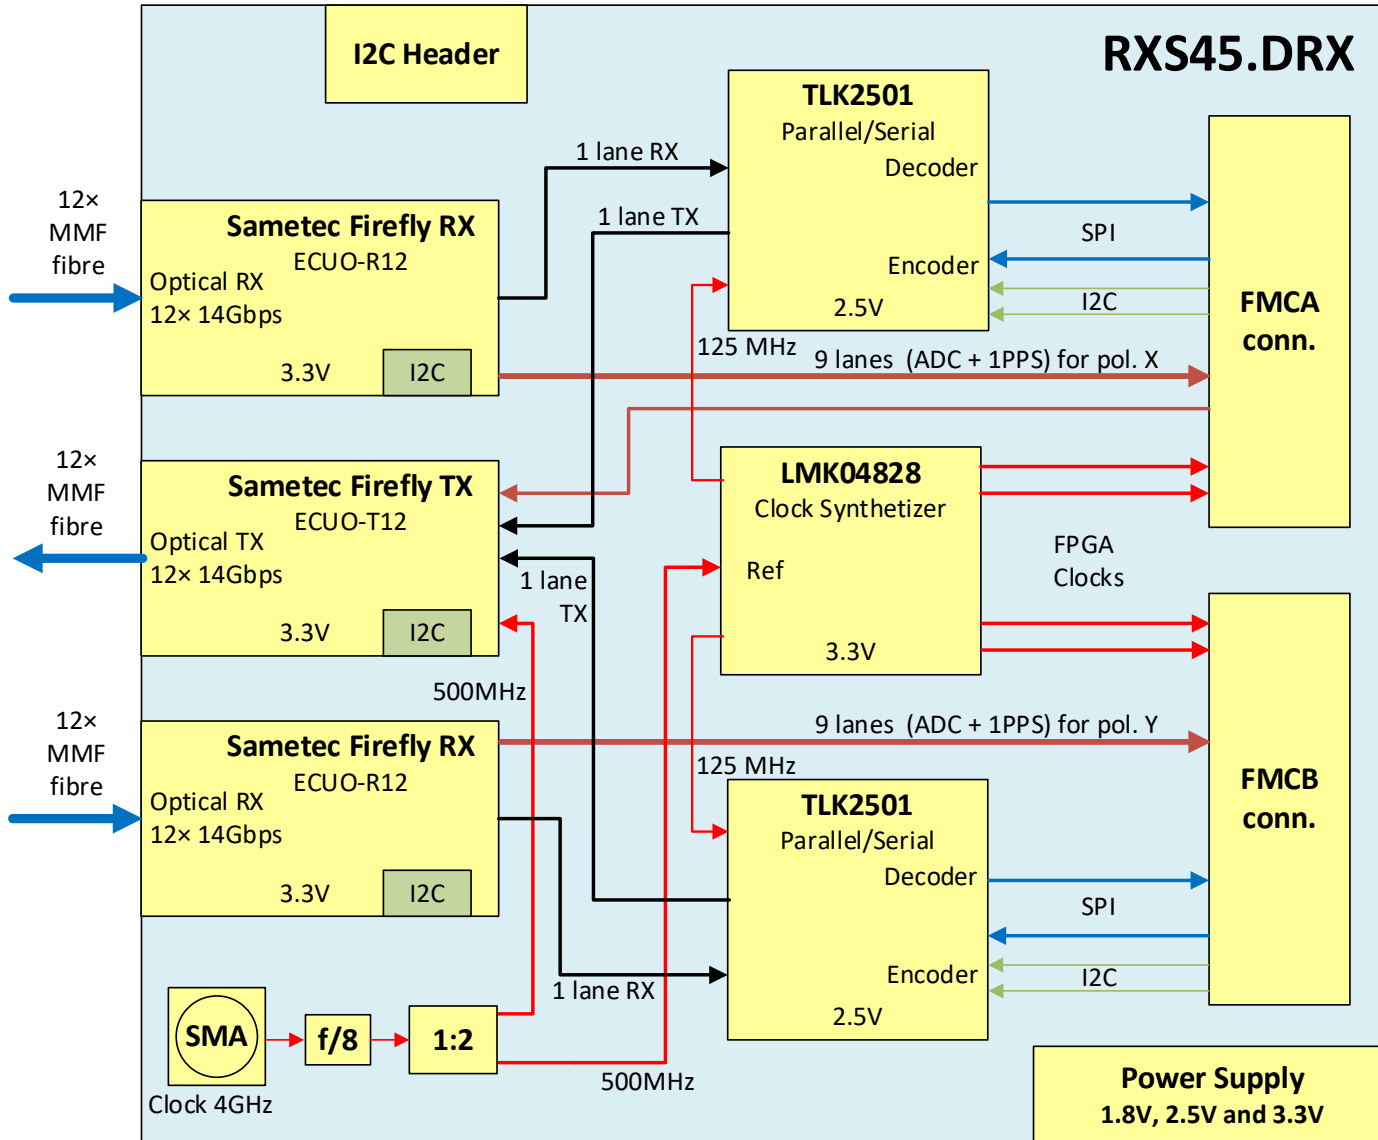 RXS45.DRX
I2C Header
TLK2501
Parallel/Serial
Decoder
Encoder
2.5V
1 lane RX
1 lane TX
12×
MMF
fibre
Sametec Firefly RX
ECUO-R12
Optical RX
12× 14Gbps
3.3V
I2C
SPI
I2C
FMCA
conn.
125 MHz
9 lanes (ADC + 1PPS) for pol. X
12×
MMF
fibre
Sametec Firefly TX
ECUO-T12
Optical TX
12× 14Gbps
3.3V
I2C
1 lane
TX
500MHz
LMK04828
Clock Synthetizer
Ref
3.3V
FPGA
Clocks
12×
MMF
fibre
Sametec Firefly RX
ECUO-R12
Optical RX
12× 14Gbps
3.3V
I2C
9 lanes (ADC + 1PPS) for pol. Y
125 MHz
TLK2501
Parallel/Serial
Decoder
Encoder
2.5V
SPI
I2C
FMCB
conn.
1 lane RX
SMA
f/8
1:2
Clock 4GHz
500MHz
Power Supply
1.8V, 2.5V and 3.3V